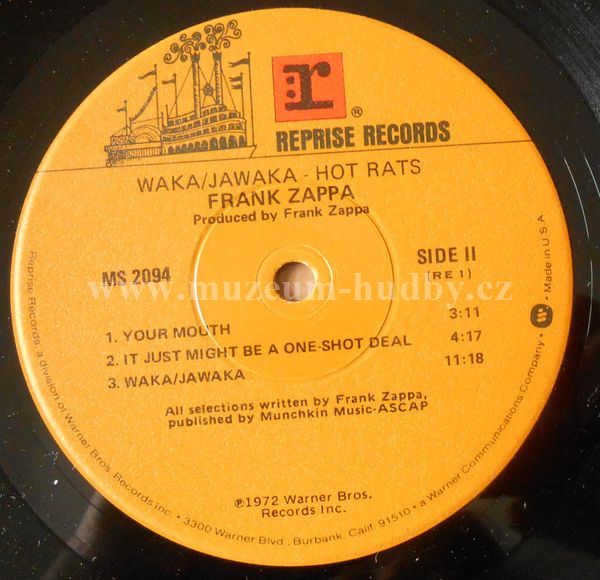 r
®
REPRISE RECORDS
WAKA/JAWAKA - HOT RATS
FRANK ZAPPA
Produced by Frank Zappa
MS 2094
SIDE II
(RE 1)
www.muzeum-hudby.cz
1. YOUR MOUTH 3:11
2. IT JUST MIGHT BE A ONE-SHOT DEAL 4:17
3. WAKA/JAWAKA 11:18
All selections written by Frank Zappa,
published by Munchkin Music-ASCAP
℗1972 Warner Bros.
Records Inc.
Reprise Records, a division of Warner Bros. Records Inc. • 3300 Warner Blvd., Burbank, Calif. 91510 • a Warner Communications Company • W • Made in U.S.A.